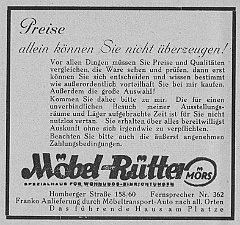 Preise
allein können Sie nicht überzeugen!
Vor allen Dingen müssen Sie Preise und Qualitäten
vergleichen, die Ware sehen und prüfen, dann erst
können Sie sich entscheiden und wissen bestimmt
wie außerordentlich vorteilhaft Sie bei mir kaufen.
Außerdem die große Auswahl!
Kommen Sie daher bitte zu mir. Die für einen
unverbindlichen Besuch meiner Ausstellungs-
räume und Läger aufgebrachte Zeit ist für Sie nicht
nutzlos vertan. Sie erhalten über alles bereitwilligst
Auskunft ohne sich irgendwie zu verpflichten.
Beachten Sie bitte auch die äußerst angenehmen
Zahlungsbedingungen.
Möbel Rütter IN MÖRS
SPEZIALHAUS FÜR WOHNUNGS-EINRICHTUNGEN
Homberger Straße 158.60 Fernsprecher Nr. 362
Franko Anlieferung durch Möbeltransport-Auto nach all. Orten
Das führende Haus am Platze